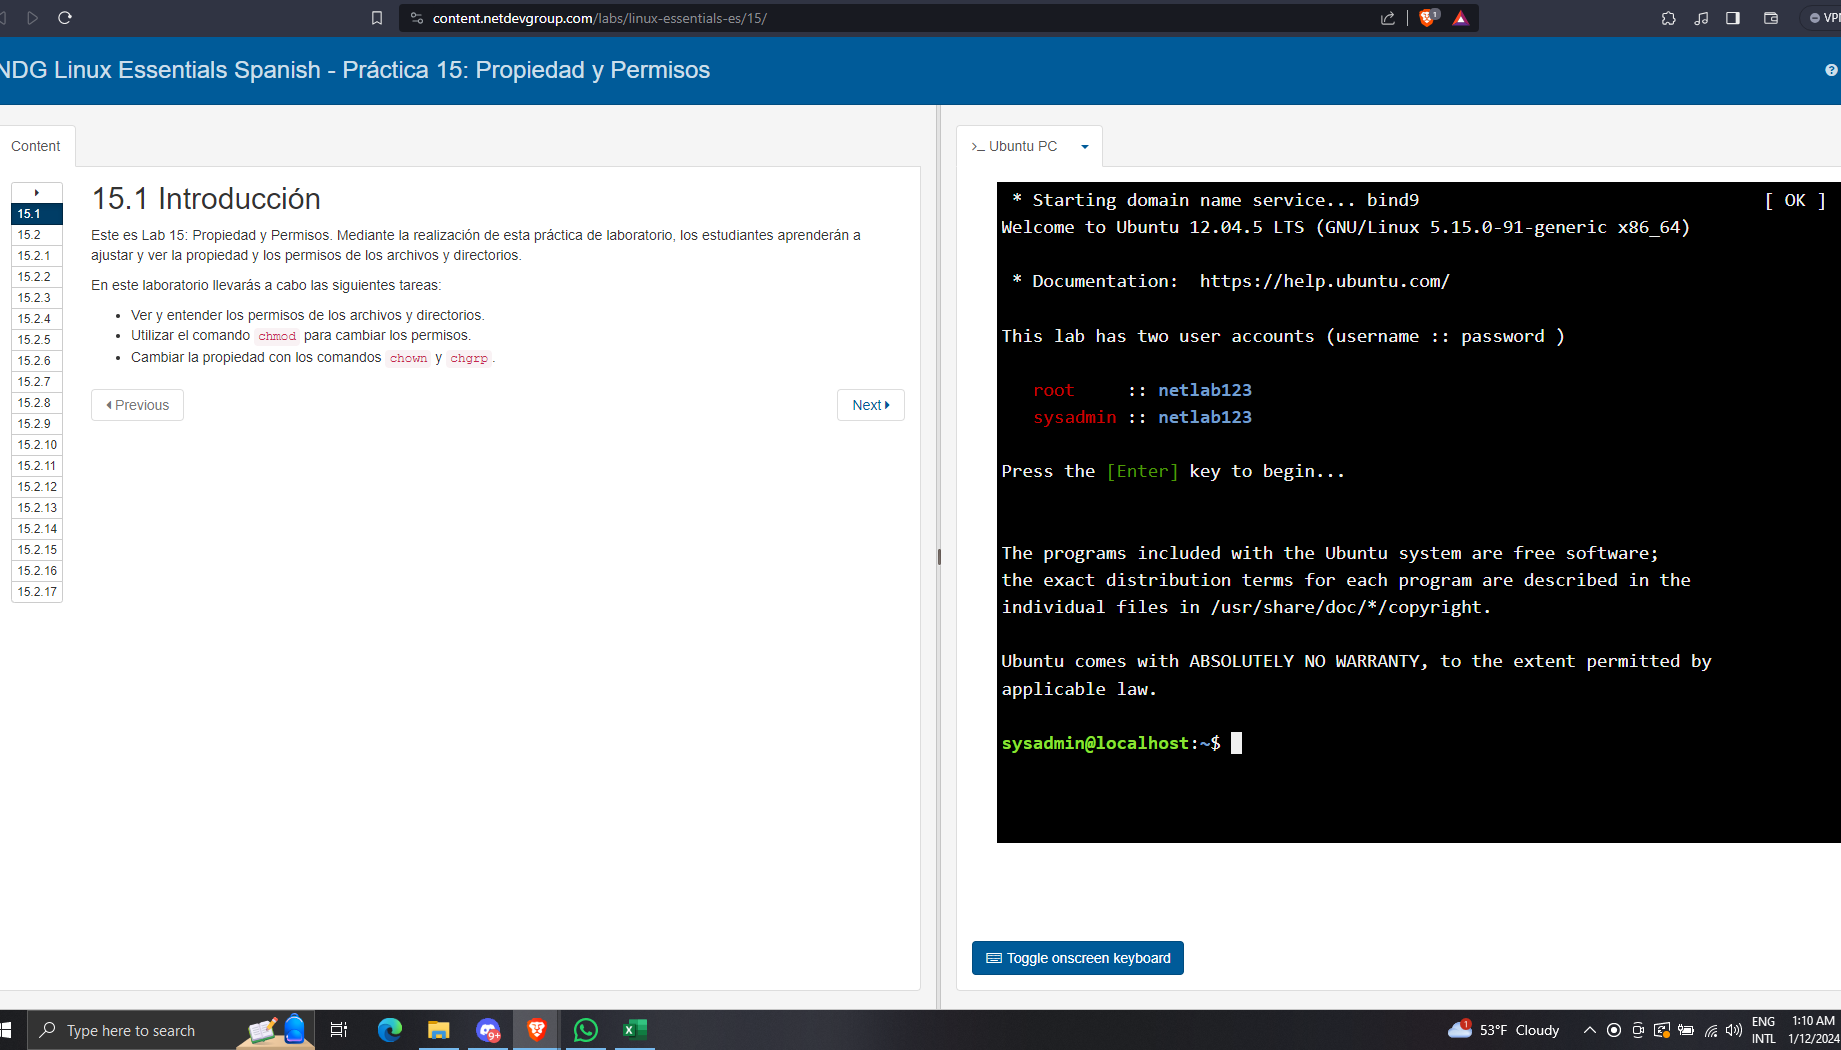 content.netdevgroup.com/labs/linux-essentials-es/15/
1
VPN
NDG Linux Essentials Spanish - Práctica 15: Propiedad y Permisos
Content
15.1
15.2
15.2.1
15.2.2
15.2.3
15.2.4
15.2.5
15.2.6
15.2.7
15.2.8
15.2.9
15.2.10
15.2.11
15.2.12
15.2.13
15.2.14
15.2.15
15.2.16
15.2.17
15.1 Introducción
Este es Lab 15: Propiedad y Permisos. Mediante la realización de esta práctica de laboratorio, los estudiantes aprenderán a
ajustar y ver la propiedad y los permisos de los archivos y directorios.
En este laboratorio llevarás a cabo las siguientes tareas:
• Ver y entender los permisos de los archivos y directorios.
• Utilizar el comando chmod para cambiar los permisos.
• Cambiar la propiedad con los comandos chown y chgrp.
Previous
Next
>_ Ubuntu PC
* Starting domain name service... bind9 [ OK ]
Welcome to Ubuntu 12.04.5 LTS (GNU/Linux 5.15.0-91-generic x86_64)
* Documentation: https://help.ubuntu.com/
This lab has two user accounts (username :: password )
root :: netlab123
sysadmin :: netlab123
Press the [Enter] key to begin...
The programs included with the Ubuntu system are free software;
the exact distribution terms for each program are described in the
individual files in /usr/share/doc/*/copyright.
Ubuntu comes with ABSOLUTELY NO WARRANTY, to the extent permitted by
applicable law.
sysadmin@localhost:~$
Toggle onscreen keyboard
Type here to search
9+
1
53°F Cloudy
ENG
INTL
1:10 AM
1/12/2024